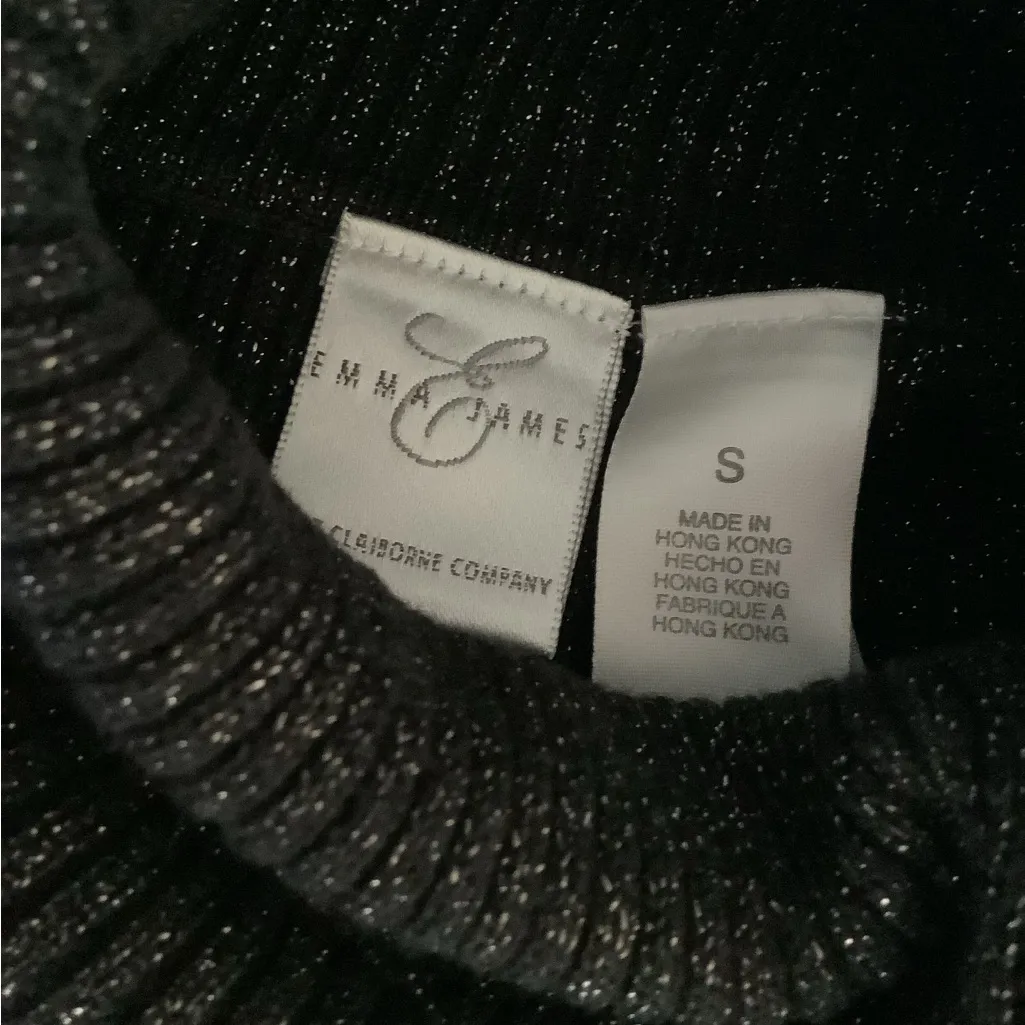 E
EMMA JAMES
CLAIBORNE COMPANY
S
MADE IN
HONG KONG
HECHO EN
HONG KONG
FABRIQUE A
HONG KONG